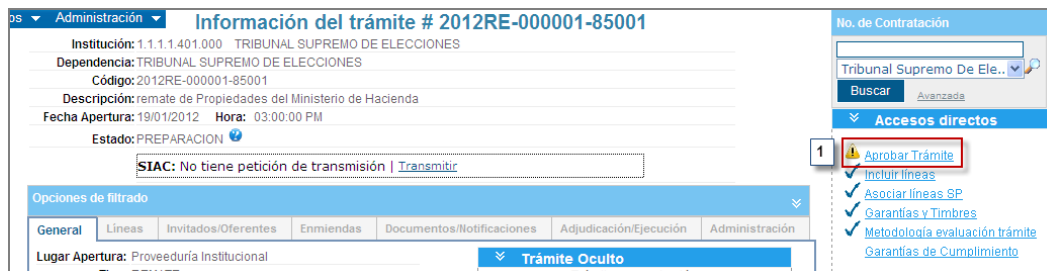 os Administración
Información del trámite # 2012RE-000001-85001
Institución: 1.1.1.1.401.000 TRIBUNAL SUPREMO DE ELECCIONES
Dependencia: TRIBUNAL SUPREMO DE ELECCIONES
Código: 2012RE-000001-85001
Descripción: remate de Propiedades del Ministerio de Hacienda
Fecha Apertura: 19/01/2012 Hora: 03:00:00 PM
Estado: PREPARACION ?
SIAC: No tiene petición de transmisión | Transmitir
Opciones de filtrado
General Líneas Invitados/Oferentes Enmiendas Documentos/Notificaciones Adjudicación/Ejecución Administración
Lugar Apertura: Proveeduría Institucional
Trámite Oculto
No. de Contratación
Tribunal Supremo De Ele..
Buscar Avanzada
Accesos directos
1 Aprobar Trámite
Incluir líneas
Asociar líneas SP
Garantías y Timbres
Metodología evaluación trámite
Garantías de Cumplimiento